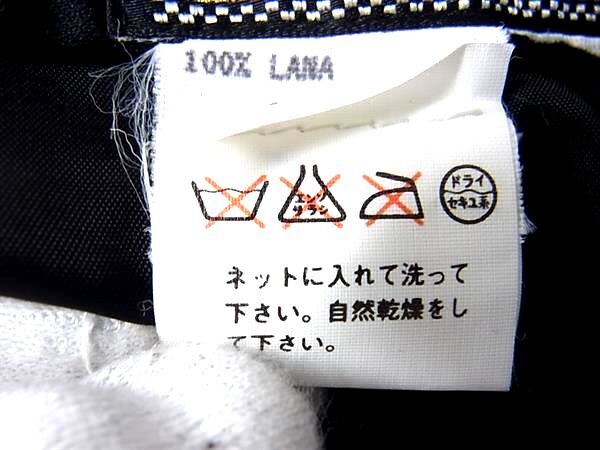 100% LANA
エンソ
サラシ
ドライ
セキユ系
ネットに入れて洗って
下さい。自然乾燥をし
て下さい。